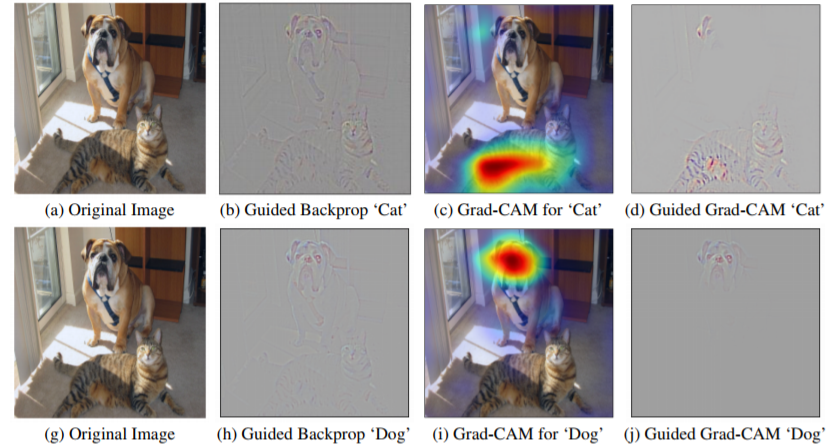 (a) Original Image (b) Guided Backprop ‘Cat’ (c) Grad-CAM for ‘Cat’ (d) Guided Grad-CAM ‘Cat’
(g) Original Image (h) Guided Backprop ‘Dog’ (i) Grad-CAM for ‘Dog’ (j) Guided Grad-CAM ‘Dog’